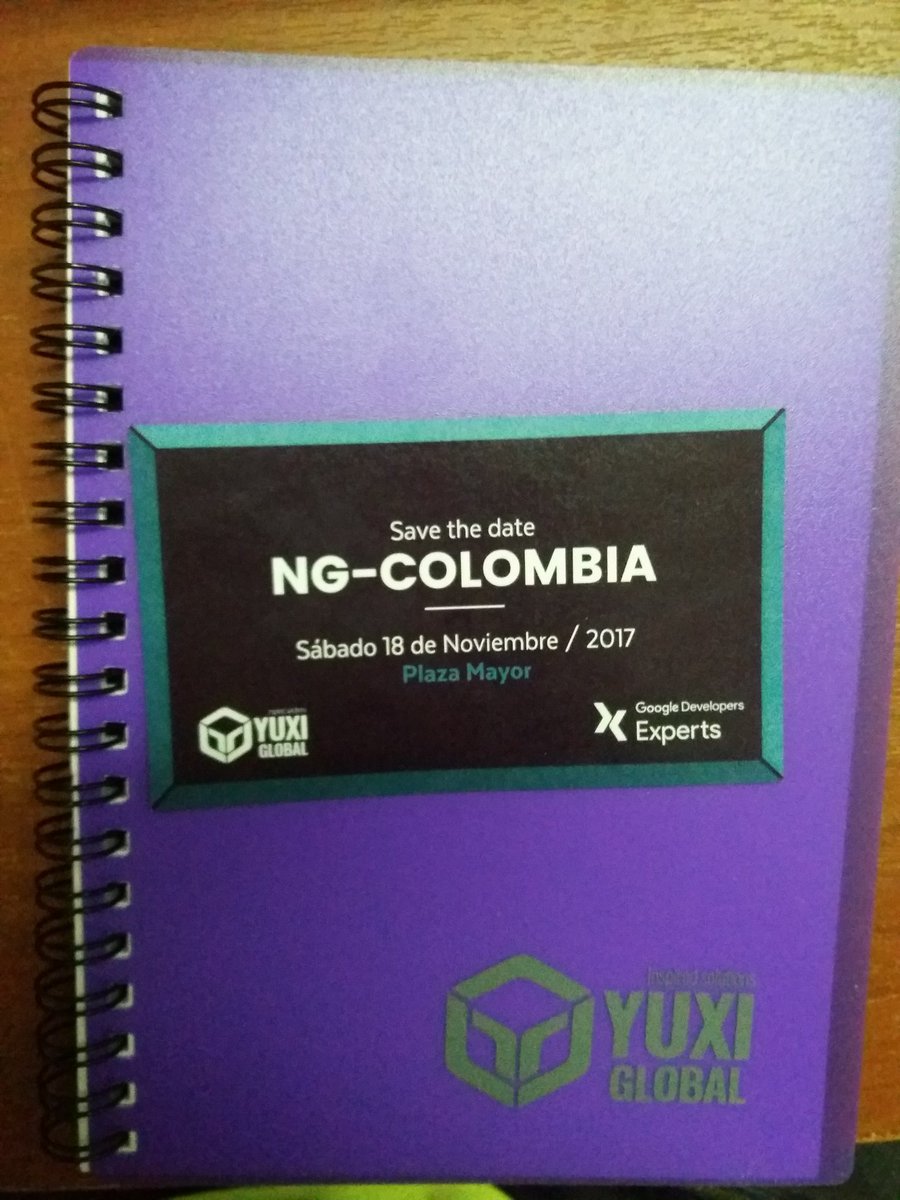 Save the date
NG-COLOMBIA
Sábado 18 de Noviembre / 2017
Plaza Mayor
YUXI
GLOBAL
Google Developers
Experts
Inspired solutions
YUXI
GLOBAL